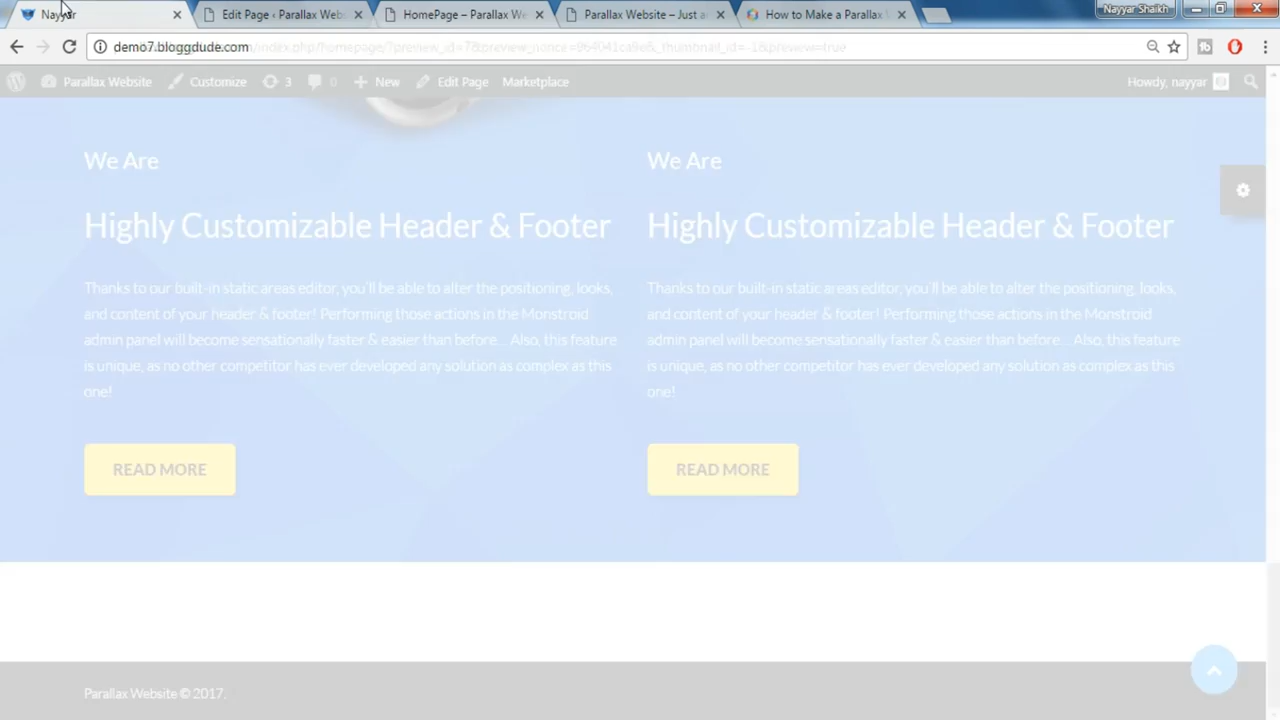 Nayyar
Edit Page ‹ Parallax Web
HomePage – Parallax We
Parallax Website – Just a
How to Make a Parallax
Nayyar Shaikh
demo7.bloggdude.com
Parallax Website
Customize
3
0
New
Edit Page
Marketplace
Howdy, nayyar
We Are
Highly Customizable Header & Footer
Thanks to our built-in static areas editor, you'll be able to alter the positioning, looks,
and content of your header & footer! Performing those actions in the Monstroid
admin panel will become sensationally faster & easier than before... Also, this feature
is unique, as no other competitor has ever developed any solution as complex as this
one!
READ MORE
We Are
Highly Customizable Header & Footer
Thanks to our built-in static areas editor, you'll be able to alter the positioning, looks,
and content of your header & footer! Performing those actions in the Monstroid
admin panel will become sensationally faster & easier than before... Also, this feature
is unique, as no other competitor has ever developed any solution as complex as this
one!
READ MORE
Parallax Website © 2017.